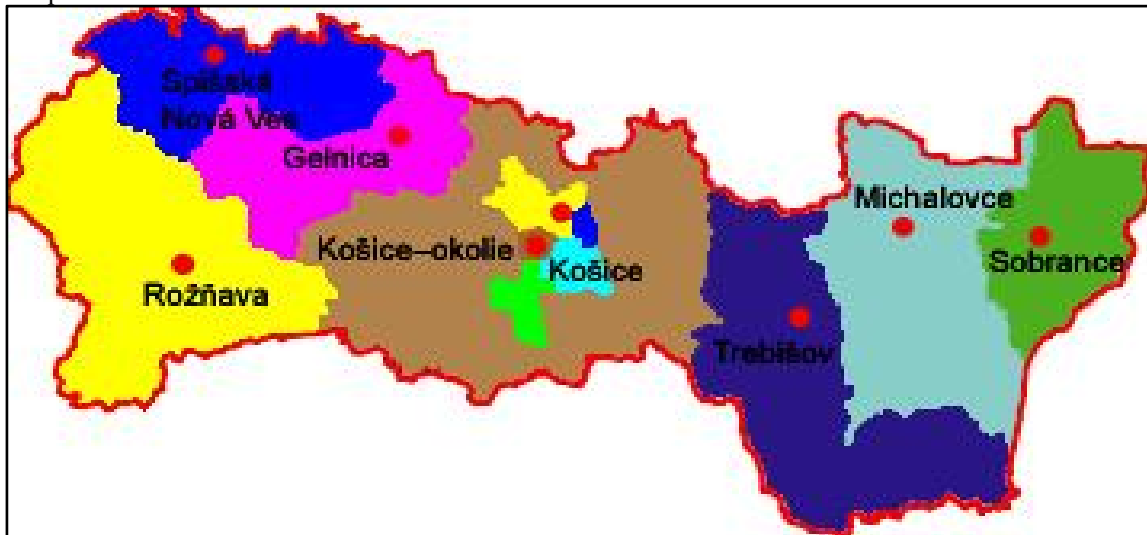 Spišská
Nová Ves
Gelnica
Michalovce
Košice–okolie
Košice
Sobrance
Rožňava
Trebišov